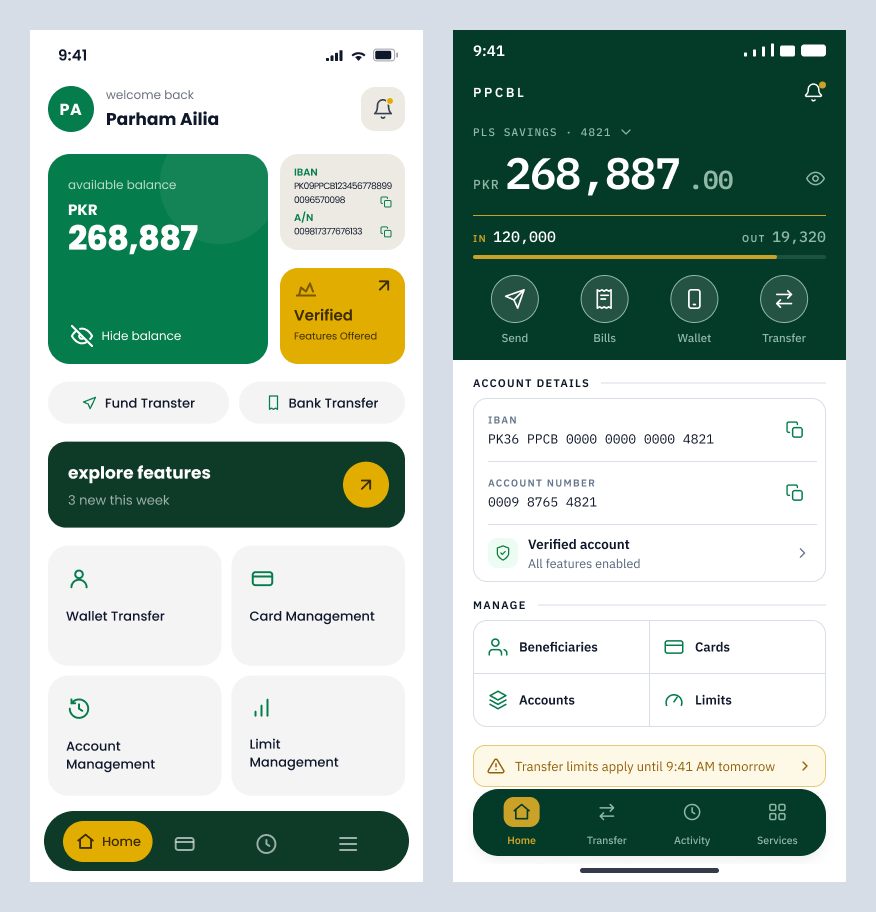 9:41
PA
welcome back
Parham Ailia
available balance
PKR
268,887
Hide balance
IBAN
PK09PPCB123456778899
0096570098
A/N
009817377676133
Verified
Features Offered
Fund Transter
Bank Transfer
explore features
3 new this week
Wallet Transfer
Card Management
Account
Management
Limit
Management
Home
9:41
PPCBL
PLS SAVINGS · 4821
PKR 268,887.00
IN 120,000
OUT 19,320
Send
Bills
Wallet
Transfer
ACCOUNT DETAILS
IBAN
PK36 PPCB 0000 0000 0000 4821
ACCOUNT NUMBER
0009 8765 4821
Verified account
All features enabled
MANAGE
Beneficiaries
Cards
Accounts
Limits
Transfer limits apply until 9:41 AM tomorrow
Home
Transfer
Activity
Services